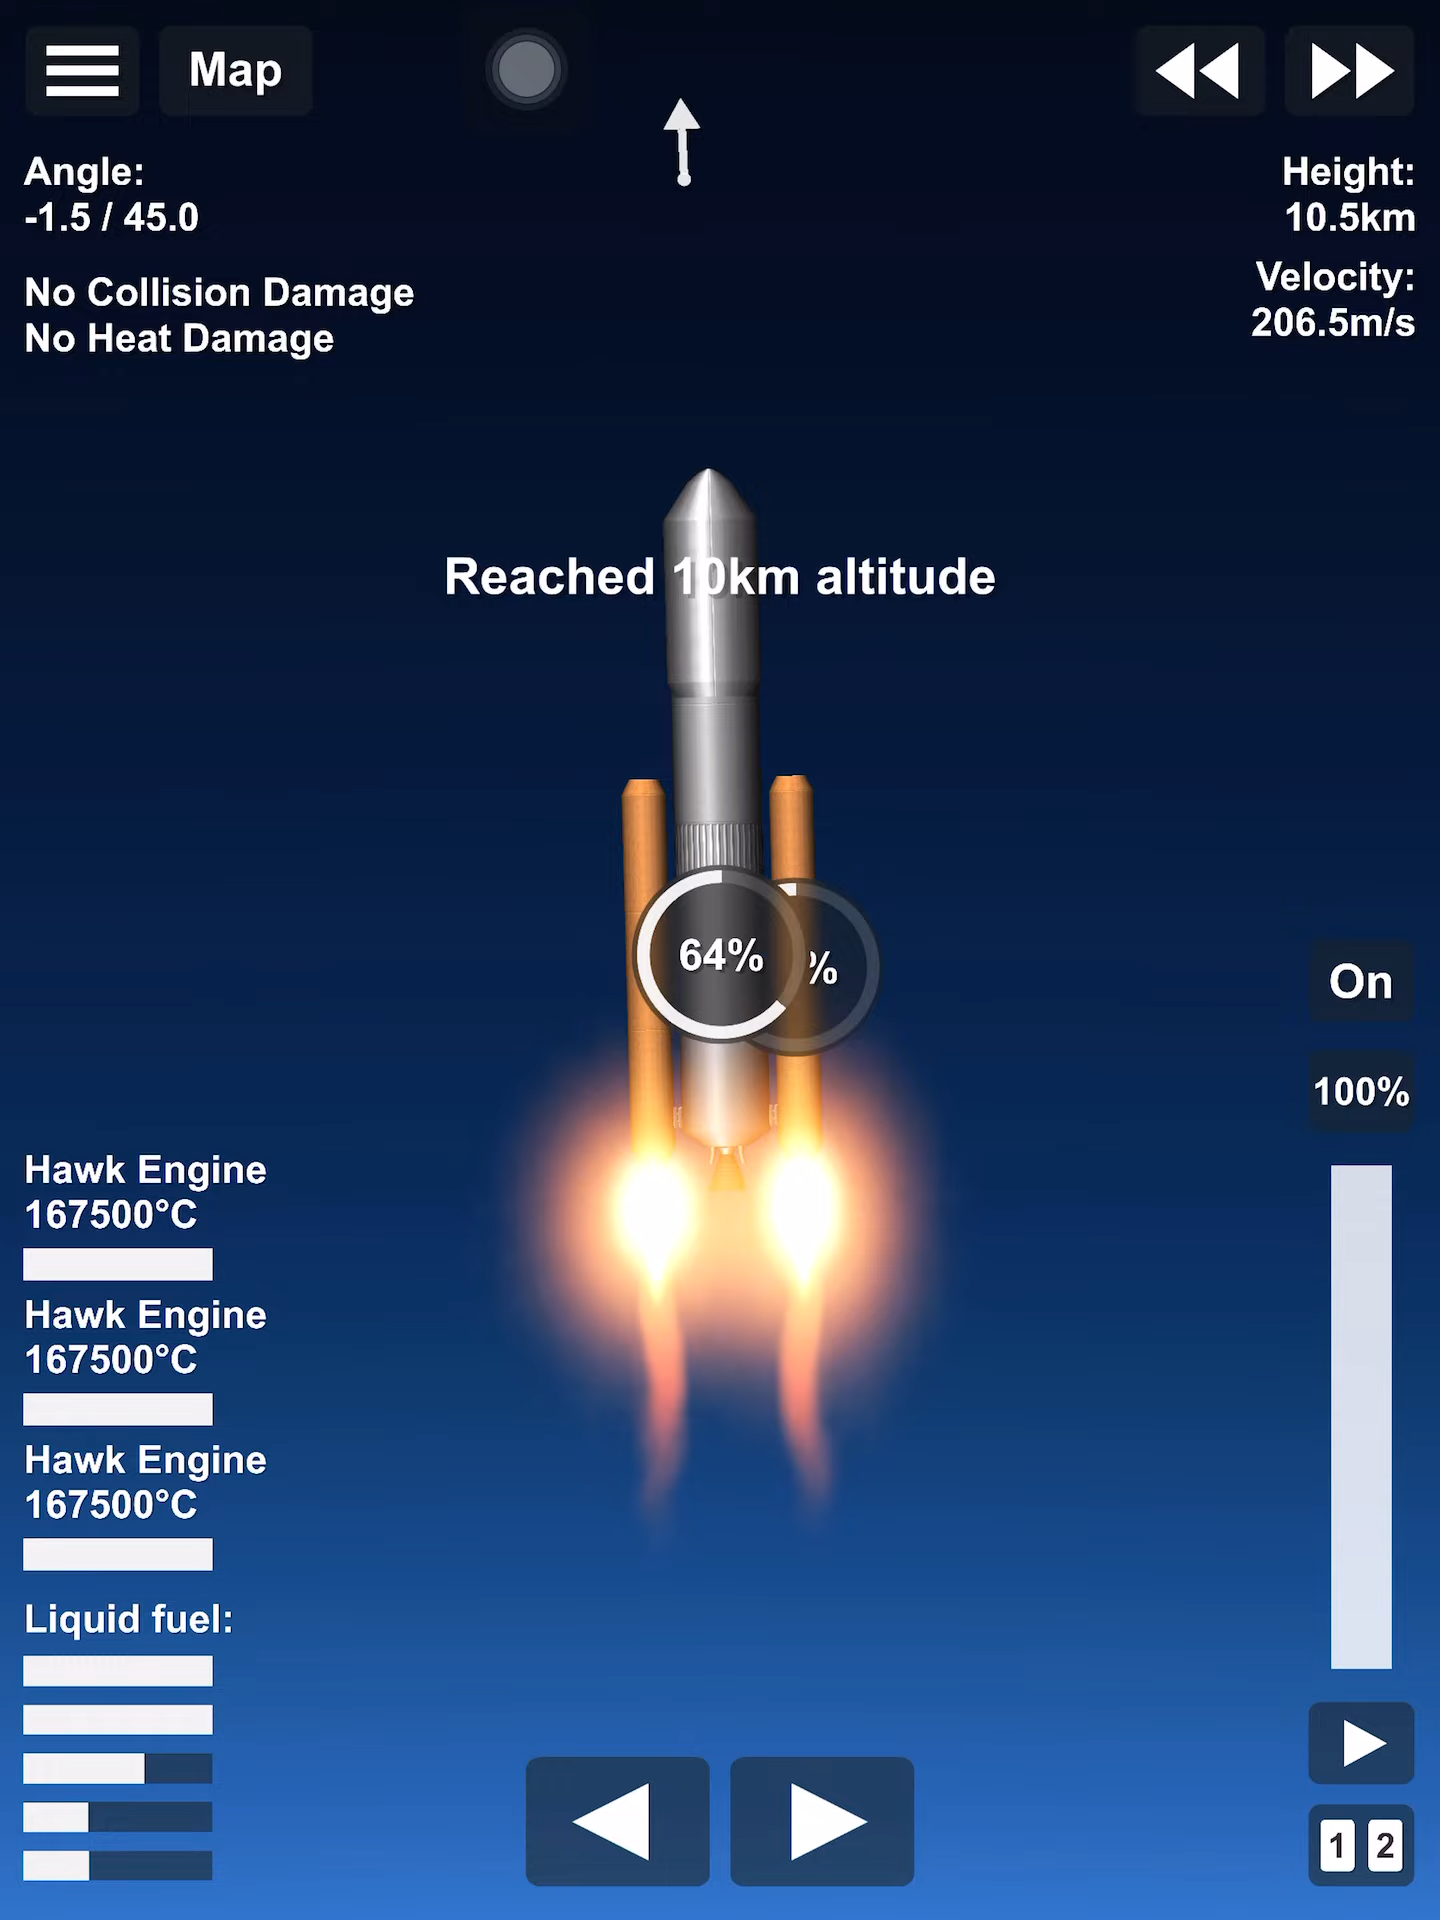 Map
Angle:
-1.5 / 45.0
No Collision Damage
No Heat Damage
Height:
10.5km
Velocity:
206.5m/s
Reached 10km altitude
64%
%
On
100%
Hawk Engine
167500°C
Hawk Engine
167500°C
Hawk Engine
167500°C
Liquid fuel:
1 2